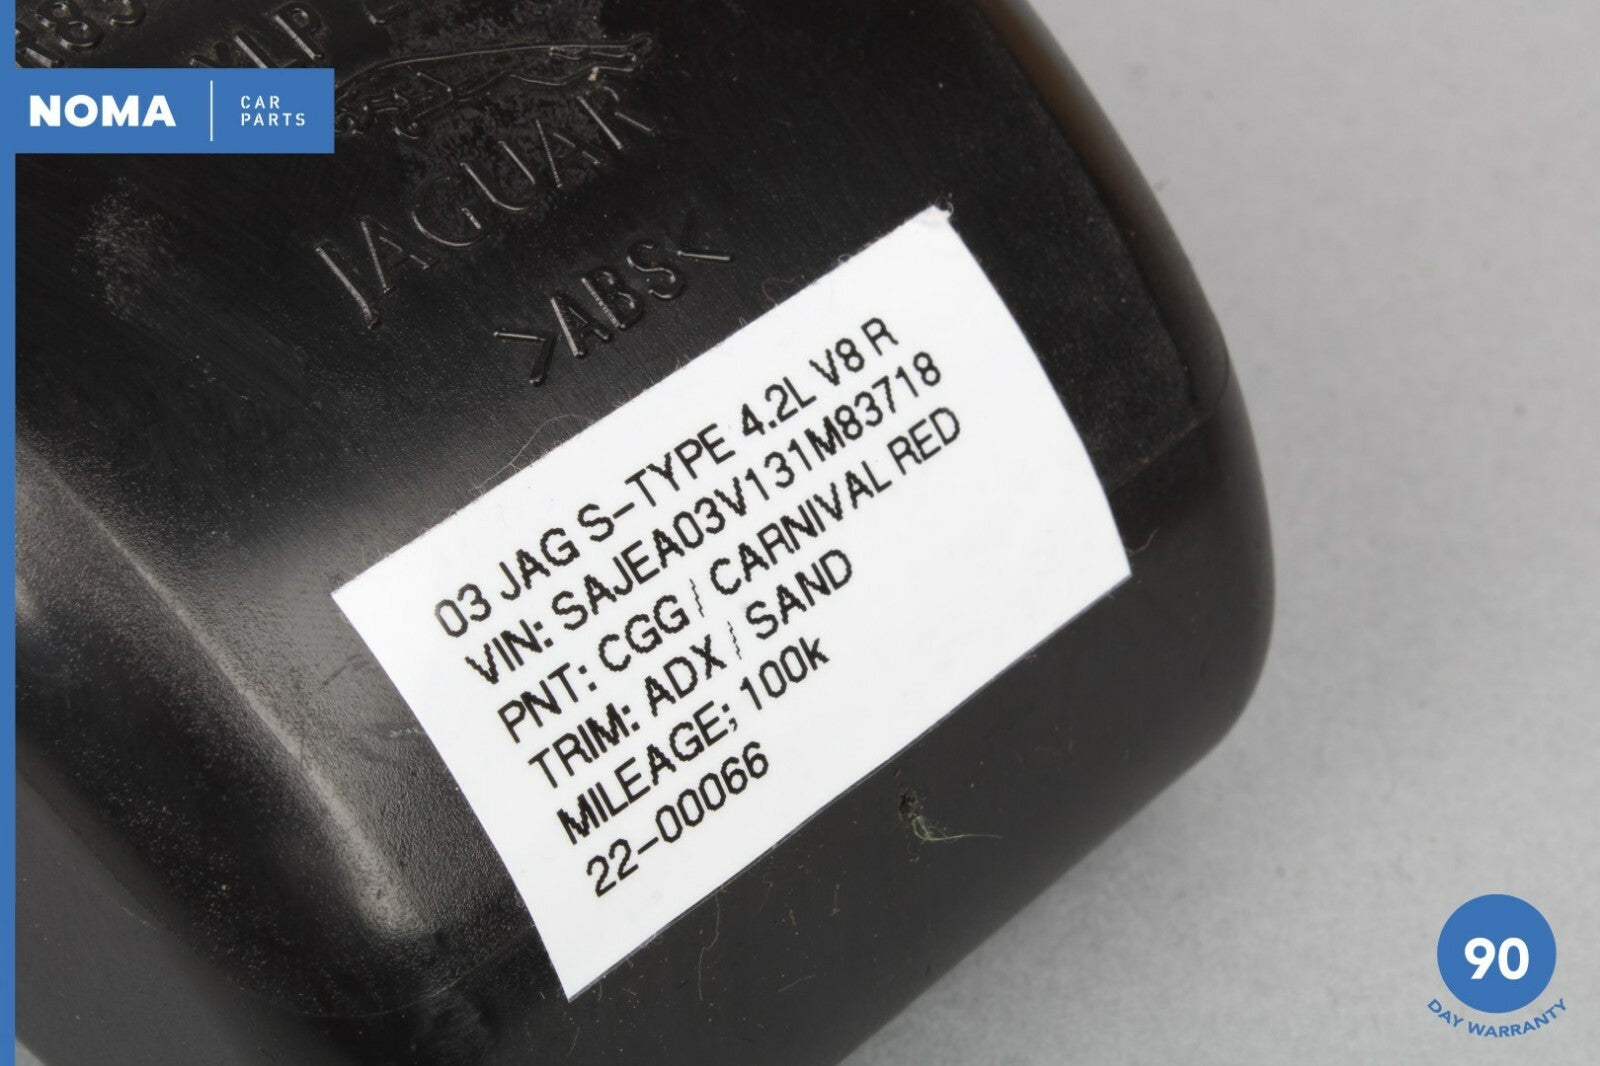 NOMA
CAR
PARTS
JAGUAR
>ABS<
03 JAG S-TYPE 4.2L V8 R
VIN: SAJEA03V131M83718
PNT: CGG / CARNIVAL RED
TRIM: ADX / SAND
MILEAGE; 100k
22-00066
90
DAY WARRANTY